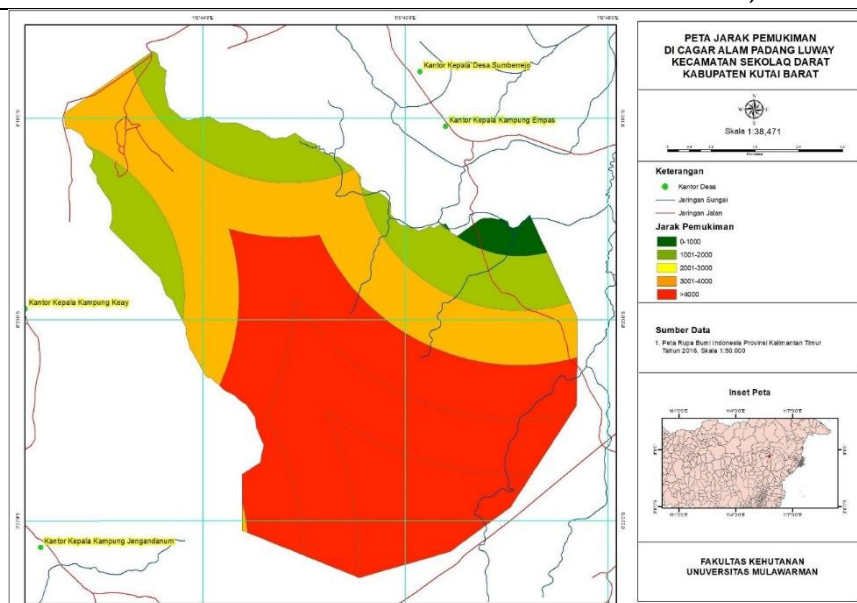 Kantor Kepala Desa Sumberrejo
Kantor Kepala Kampung Empas
Kantor Kepala Kampung Keay
Kantor Kepala Kampung Jengandanum
PETA JARAK PEMUKIMAN
DI CAGAR ALAM PADANG LUWAY
KECAMATAN SEKOLAQ DARAT
KABUPATEN KUTAI BARAT
Skala 1:38,471
Keterangan
Kantor Desa
Jaringan Sungai
Jaringan Jalan
Jarak Pemukiman
0-1000
1001-2000
2001-3000
3001-4000
>4000
Sumber Data
1. Peta Rupa Bumi Indonesia Provinsi Kalimantan Timur
Tahun 2016. Skala 1:50.000
Inset Peta
FAKULTAS KEHUTANAN
UNUVERSITAS MULAWARMAN